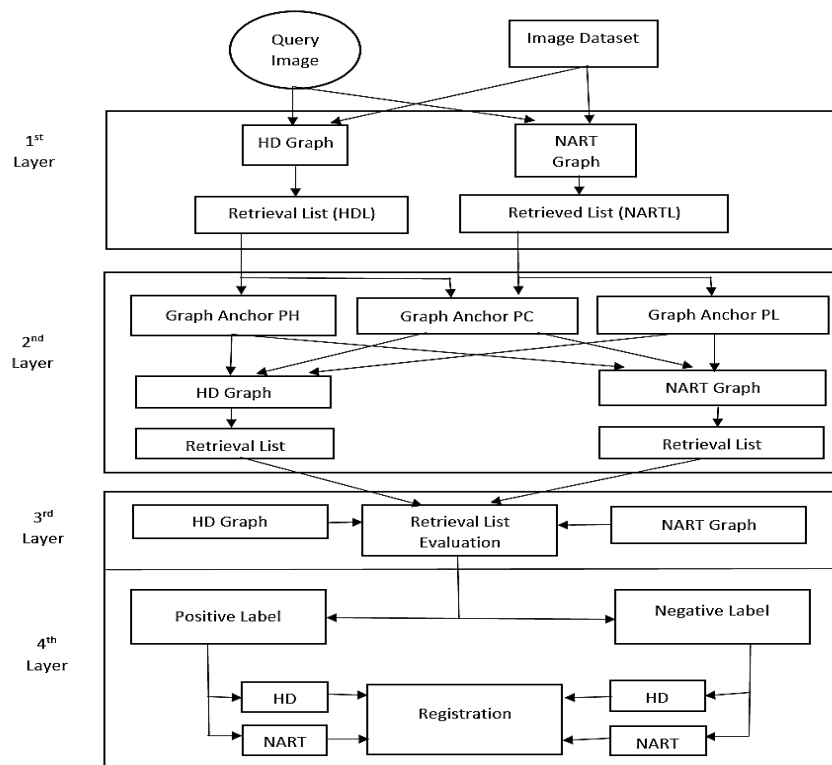 Query
Image
Image Dataset
1st
Layer
HD Graph
NART
Graph
Retrieval List (HDL)
Retrieved List (NARTL)
2nd
Layer
Graph Anchor PH
Graph Anchor PC
Graph Anchor PL
HD Graph
NART Graph
Retrieval List
Retrieval List
3rd
Layer
HD Graph
Retrieval List
Evaluation
NART Graph
4th
Layer
Positive Label
Negative Label
HD
NART
Registration
HD
NART